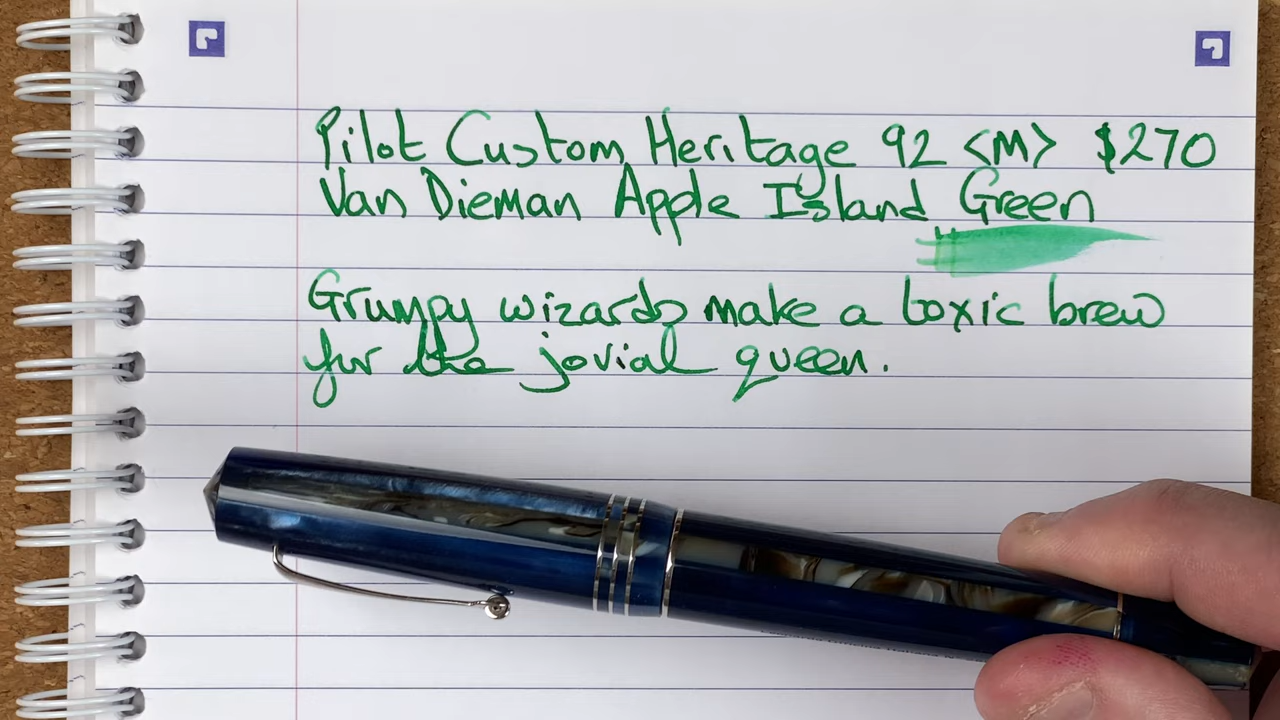 Pilot Custom Heritage 92 <M> $270
Van Dieman Apple Island Green
Grumpy wizards make a toxic brew
for the jovial queen.